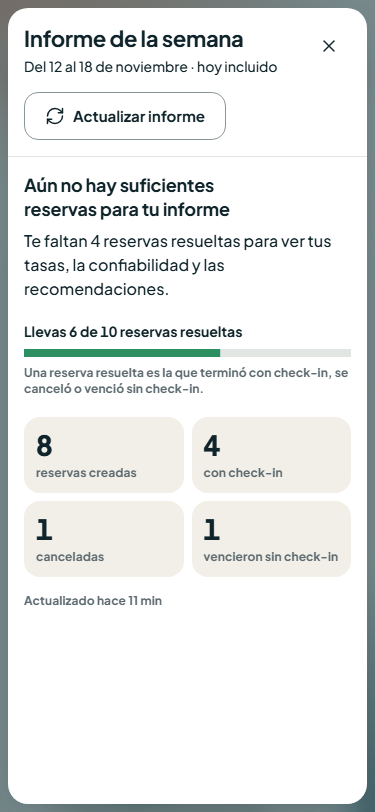 Informe de la semana
Del 12 al 18 de noviembre · hoy incluido
Actualizar informe
Aún no hay suficientes
reservas para tu informe
Te faltan 4 reservas resueltas para ver tus
tasas, la confiabilidad y las
recomendaciones.
Llevas 6 de 10 reservas resueltas
Una reserva resuelta es la que terminó con check-in, se
canceló o venció sin check-in.
8
reservas creadas
4
con check-in
1
canceladas
1
vencieron sin check-in
Actualizado hace 11 min